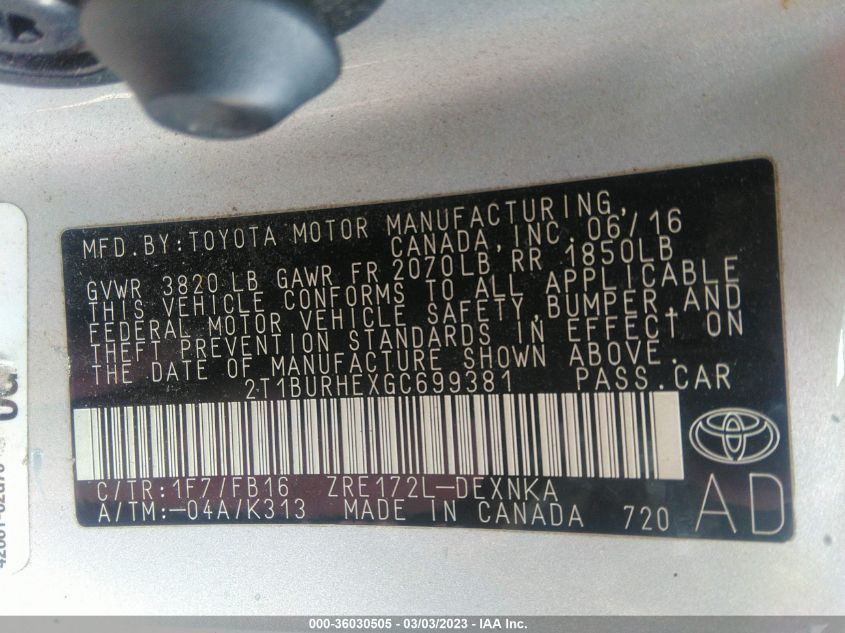 MFD.BY:TOYOTA MOTOR MANUFACTURING,
CANADA,INC. 06/16
GVWR 3820 LB GAWR FR 2070LB RR 1850LB
THIS VEHICLE CONFORMS TO ALL APPLICABLE
FEDERAL MOTOR VEHICLE SAFETY,BUMPER,AND
THEFT PREVENTION STANDARDS IN EFFECT ON
THE DATE OF MANUFACTURE SHOWN ABOVE.
2T1BURHEXGC699381 PASS.CAR
C/TR:1F7/FB16 ZRE172L-DEXNKA
A/TM:-04A/K313 MADE IN CANADA 720
AD
000-36030505 - 03/03/2023 - IAA Inc.